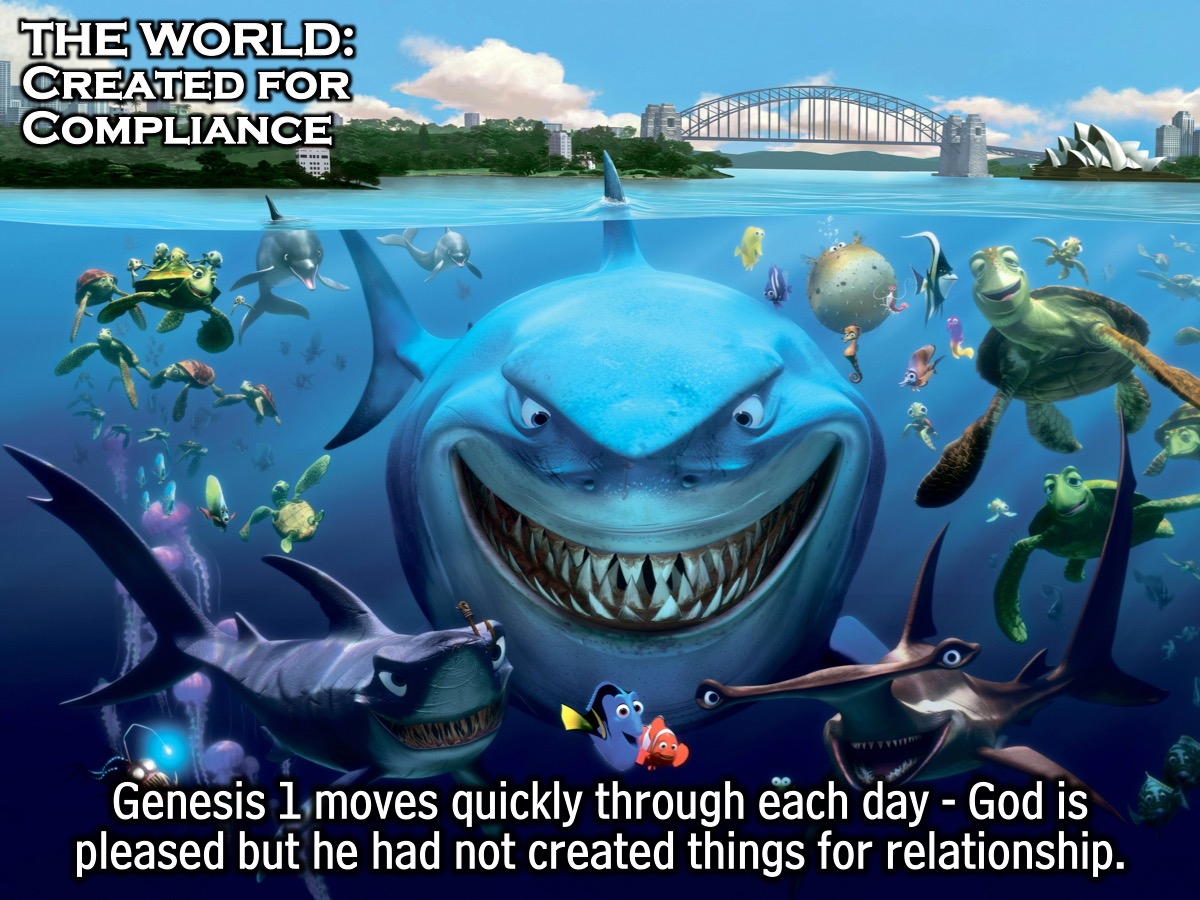 THE WORLD:
CREATED FOR
COMPLIANCE
Genesis 1 moves quickly through each day - God is
pleased but he had not created things for relationship.